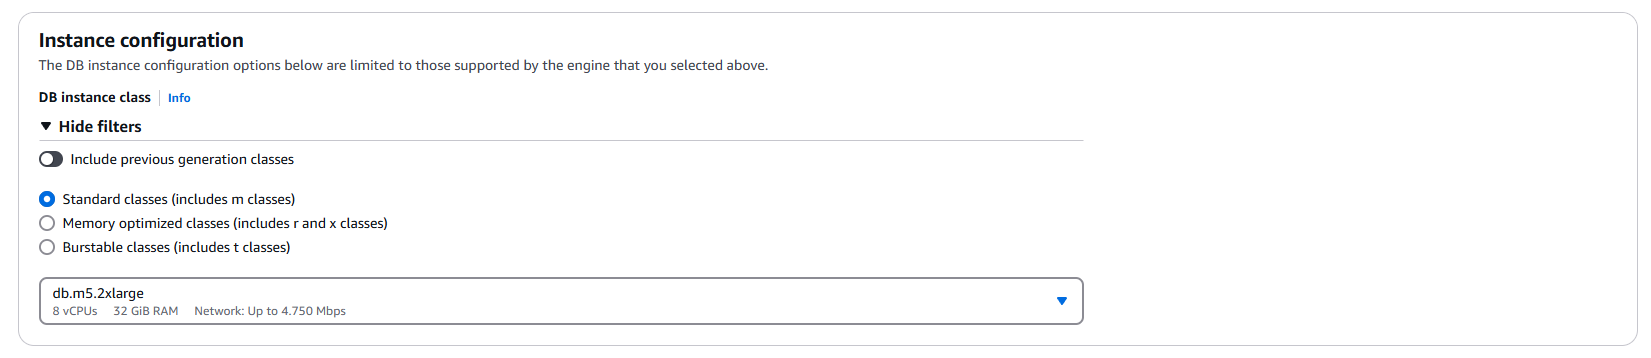 Instance configuration
The DB instance configuration options below are limited to those supported by the engine that you selected above.
DB instance class Info
Hide filters
Include previous generation classes
Standard classes (includes m classes)
Memory optimized classes (includes r and x classes)
Burstable classes (includes t classes)
db.m5.2xlarge
8 vCPUs 32 GiB RAM Network: Up to 4.750 Mbps